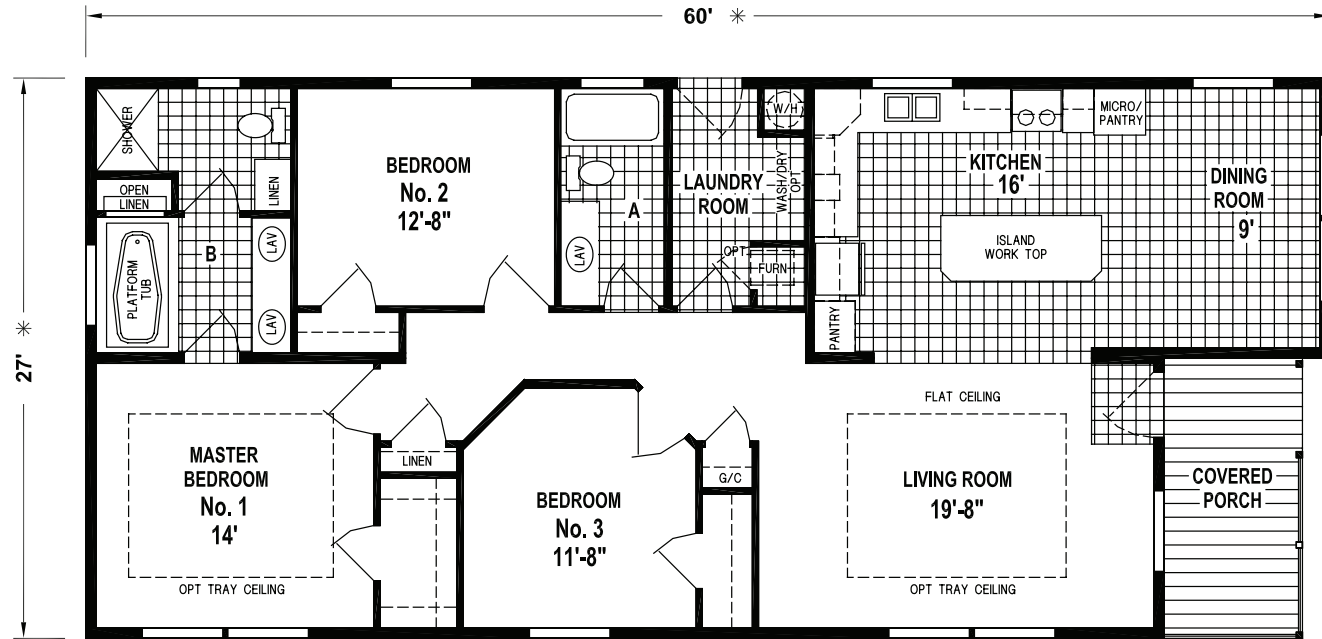 60' ✳
27' ✳
SHOWER
OPEN
LINEN
LINEN
PLATFORM
TUB
B
LAV
LAV
BEDROOM
No. 2
12'-8"
A
LAV
LAUNDRY
ROOM
W/H
WASH/DRY
OPT
OPT
FURN
KITCHEN
16'
MICRO/
PANTRY
ISLAND
WORK TOP
PANTRY
DINING
ROOM
9'
MASTER
BEDROOM
No. 1
14'
OPT TRAY CEILING
LINEN
BEDROOM
No. 3
11'-8"
G/C
FLAT CEILING
LIVING ROOM
19'-8"
OPT TRAY CEILING
COVERED
PORCH